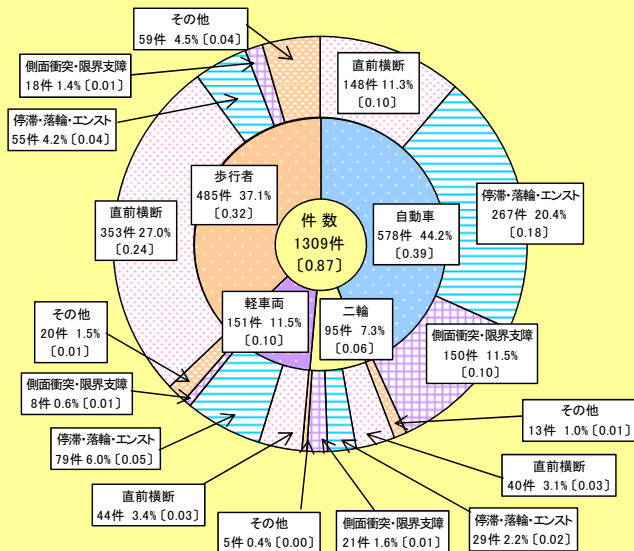 その他
59件 4.5% [0.04]
側面衝突・限界支障
18件 1.4% [0.01]
停滞・落輪・エンスト
55件 4.2% [0.04]
直前横断
353件 27.0%
[0.24]
その他
20件 1.5%
[0.01]
側面衝突・限界支障
8件 0.6% [0.01]
停滞・落輪・エンスト
79件 6.0% [0.05]
直前横断
44件 3.4% [0.03]
その他
5件 0.4% [0.00]
側面衝突・限界支障
21件 1.6% [0.01]
停滞・落輪・エンスト
29件 2.2% [0.02]
直前横断
40件 3.1% [0.03]
その他
13件 1.0% [0.01]
側面衝突・限界支障
150件 11.5%
[0.10]
停滞・落輪・エンスト
267件 20.4%
[0.18]
直前横断
148件 11.3%
[0.10]
歩行者
485件 37.1%
[0.32]
自動車
578件 44.2%
[0.39]
件 数
1309件
[0.87]
軽車両
151件 11.5%
[0.10]
二輪
95件 7.3%
[0.06]